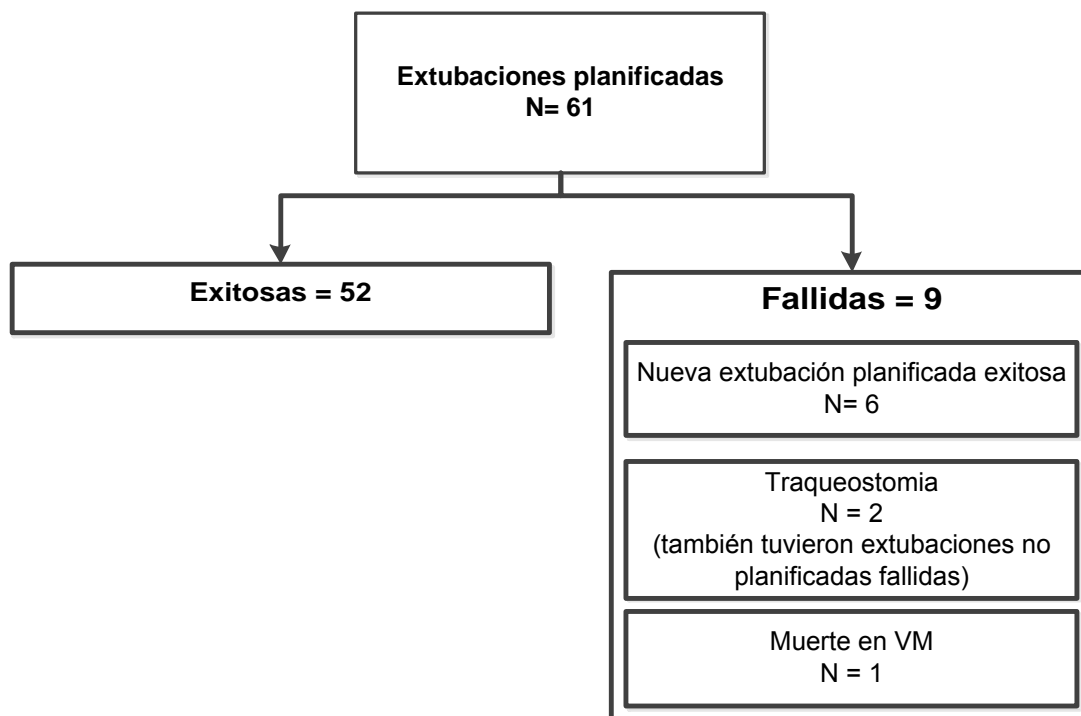 Extubaciones planificadas
N= 61
Exitosas = 52
Fallidas = 9
Nueva extubación planificada exitosa
N= 6
Traqueostomia
N = 2
(también tuvieron extubaciones no
planificadas fallidas)
Muerte en VM
N = 1